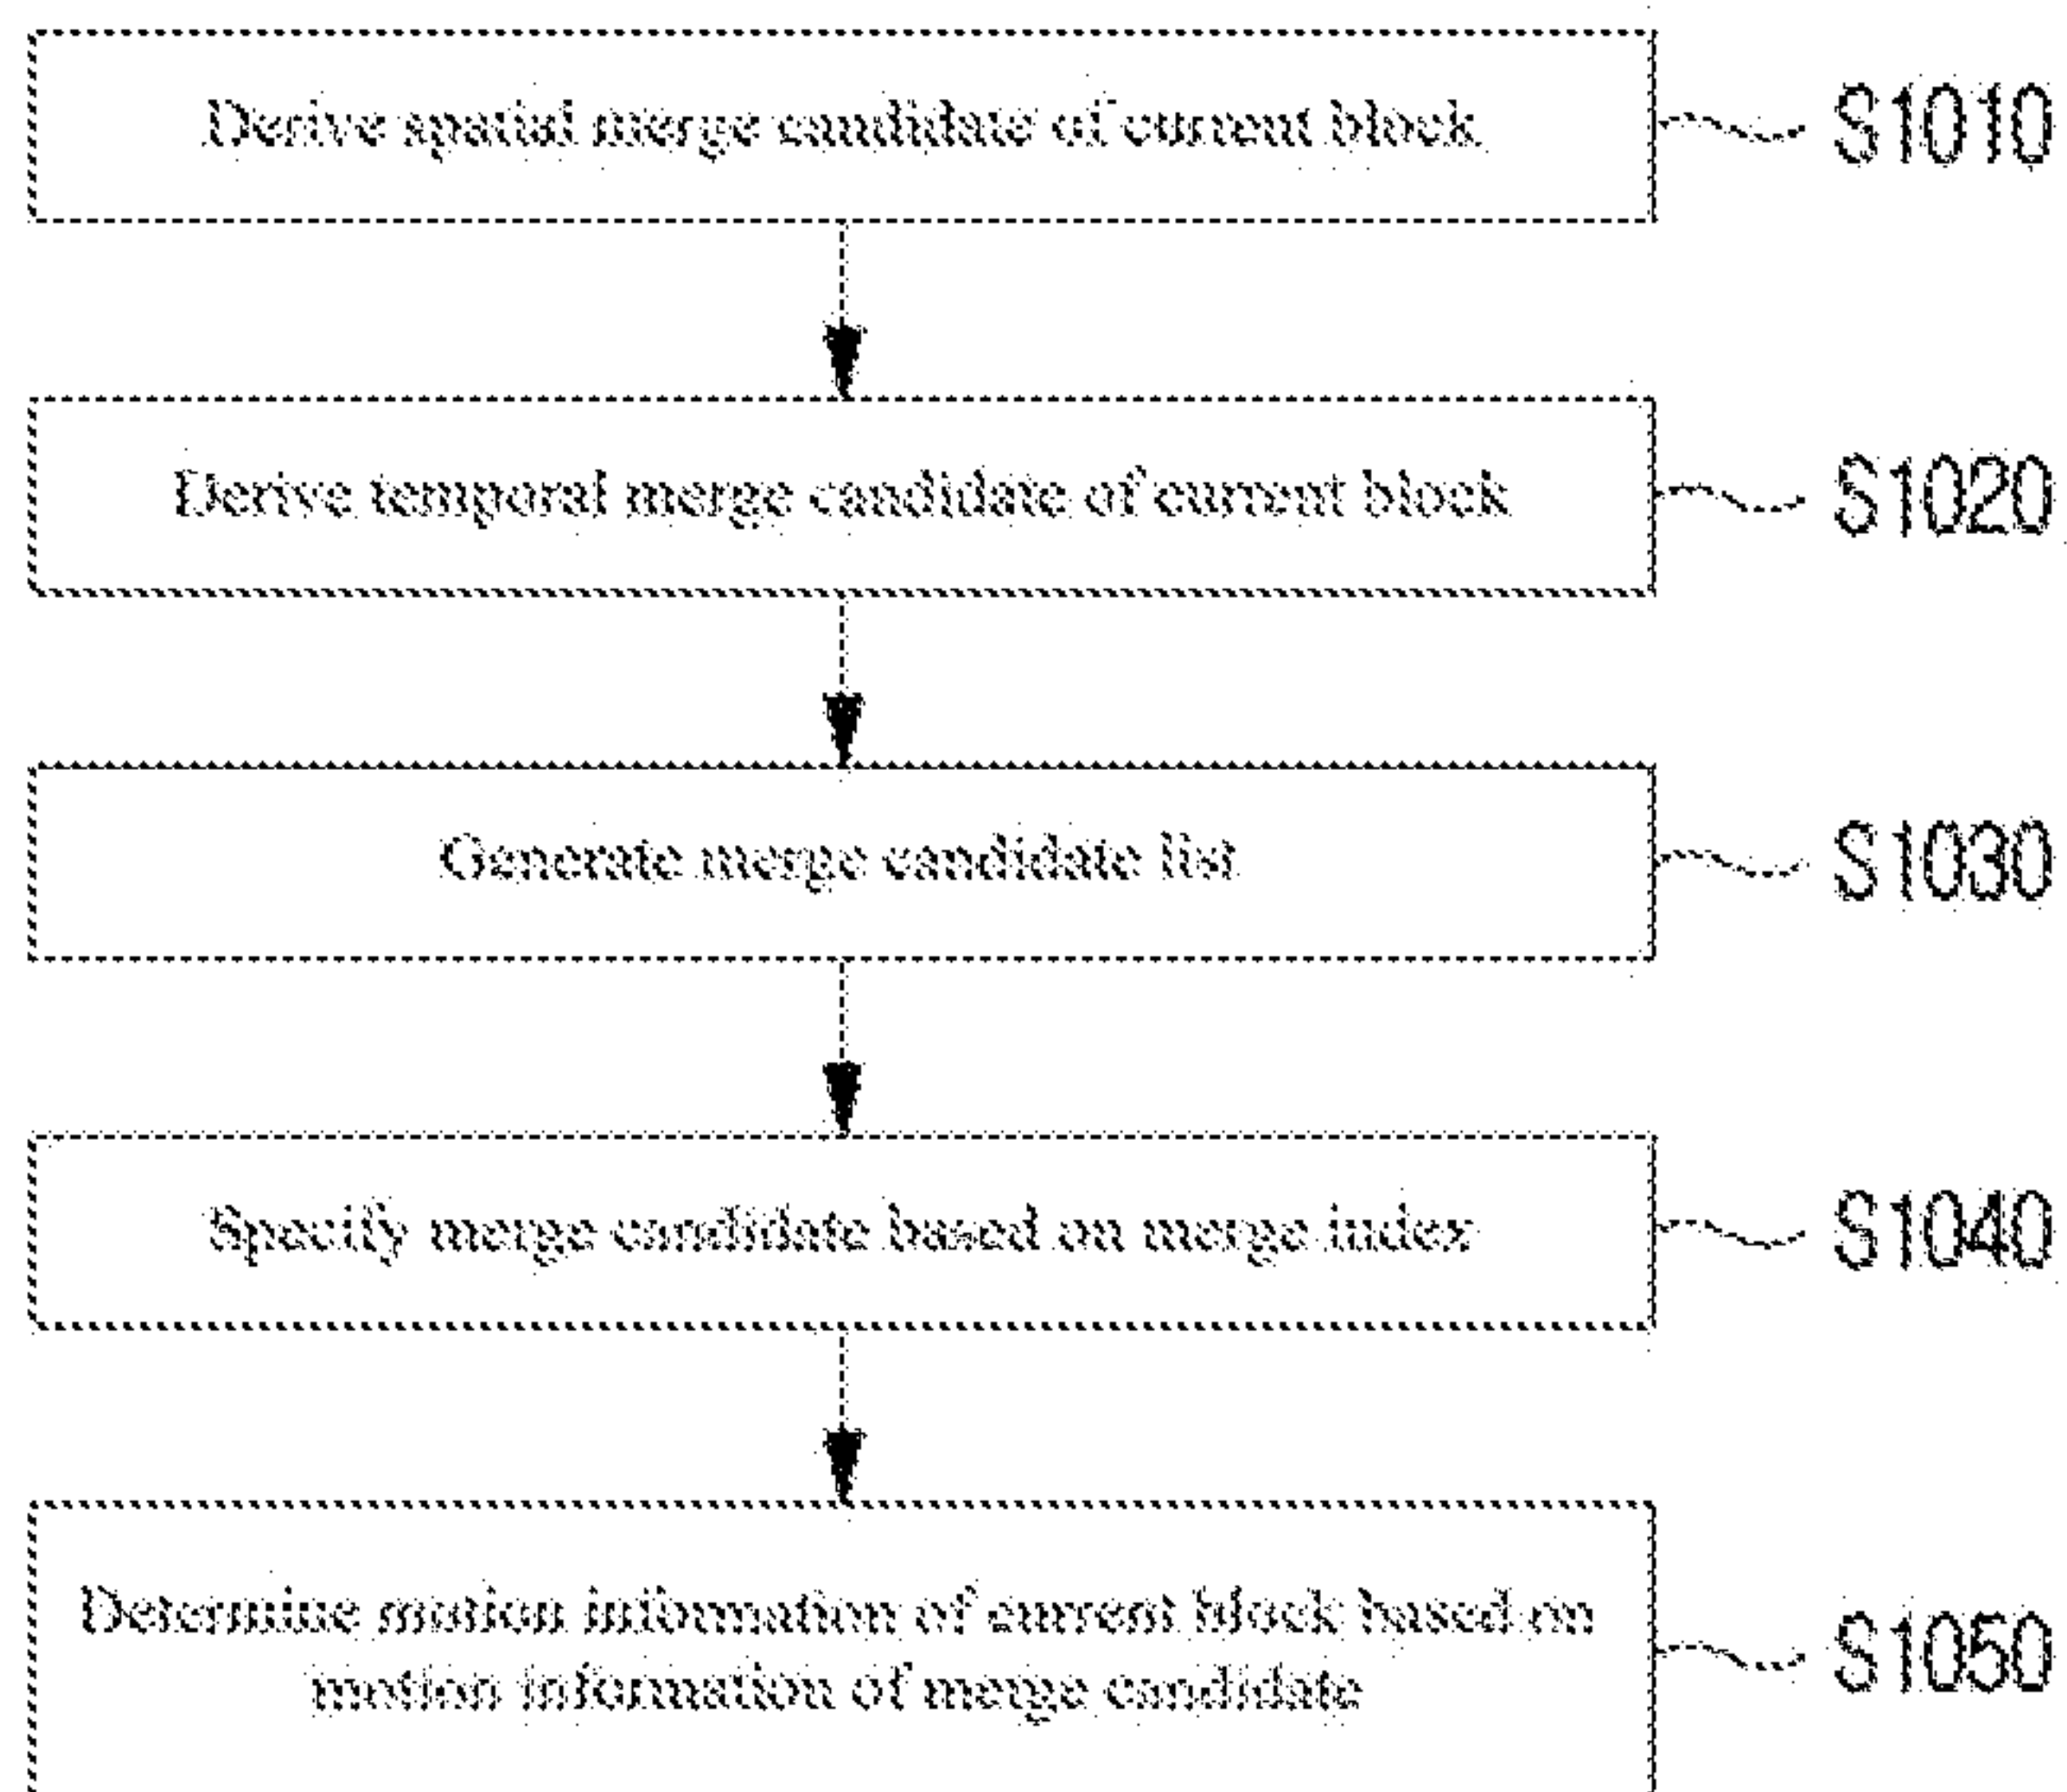 Derive spatial merge candidate of current block
S1010
Derive temporal merge candidate of current block
S1020
Generate merge candidate list
S1030
Specify merge candidate based on merge index
S1040
Determine motion information of current block based on
motion information of merge candidate
S1050